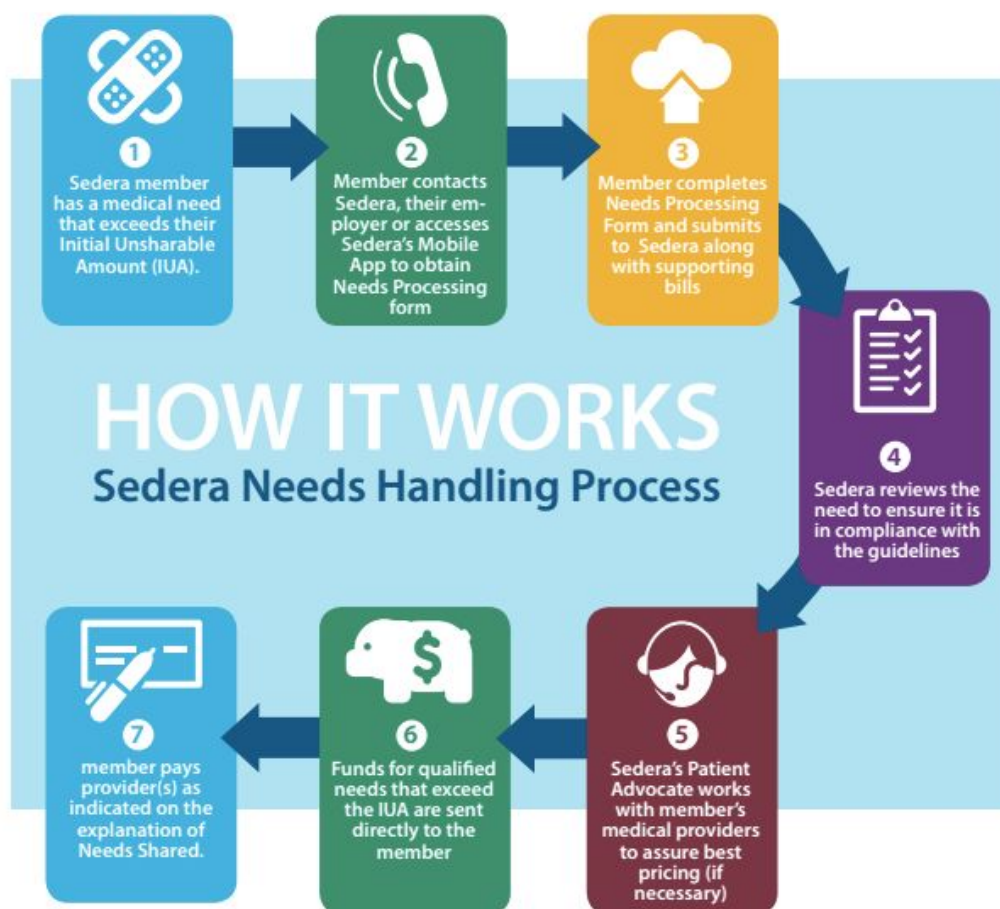 1
Sedera member
has a medical need
that exceeds their
Initial Unsharable
Amount (IUA).
2
Member contacts
Sedera, their em-
ployer or accesses
Sedera's Mobile
App to obtain
Needs Processing
form
3
Member completes
Needs Processing
Form and submits
to Sedera along
with supporting
bills
HOW IT WORKS
Sedera Needs Handling Process
4
Sedera reviews the
need to ensure it is
in compliance with
the guidelines
5
Sedera's Patient
Advocate works
with member's
medical providers
to assure best
pricing (if
necessary)
$
6
Funds for qualified
needs that exceed
the IUA are sent
directly to the
member
7
member pays
provider(s) as
indicated on the
explanation of
Needs Shared.